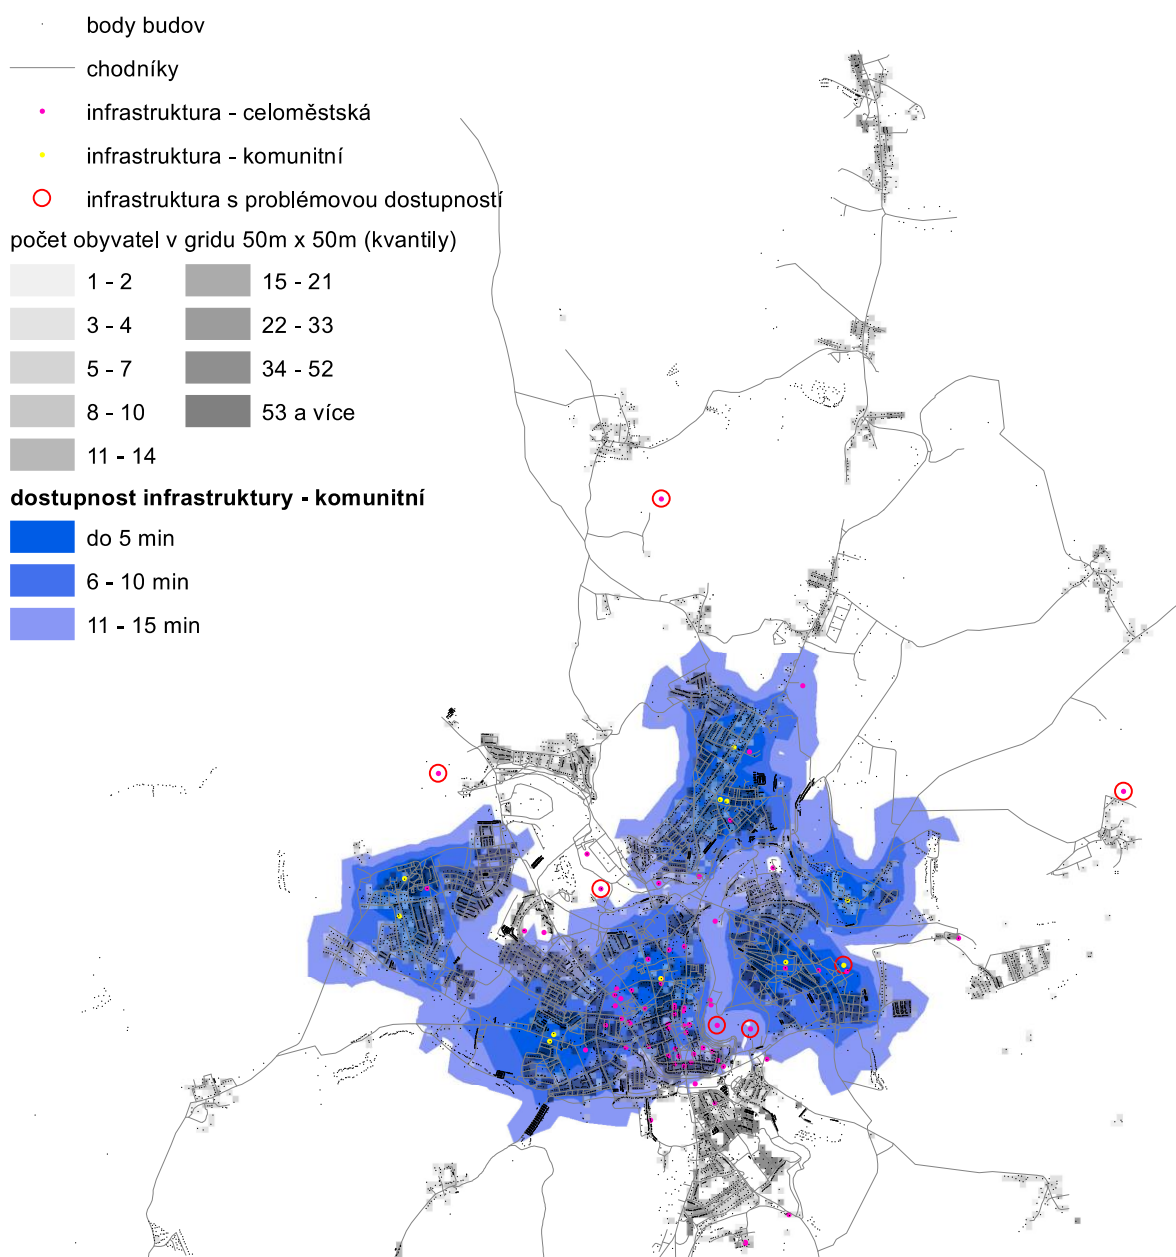 body budov
chodníky
infrastruktura - celoměstská
infrastruktura - komunitní
infrastruktura s problémovou dostupností
počet obyvatel v gridu 50m x 50m (kvantily)
1 - 2
15 - 21
3 - 4
22 - 33
5 - 7
34 - 52
8 - 10
53 a více
11 - 14
dostupnost infrastruktury - komunitní
do 5 min
6 - 10 min
11 - 15 min